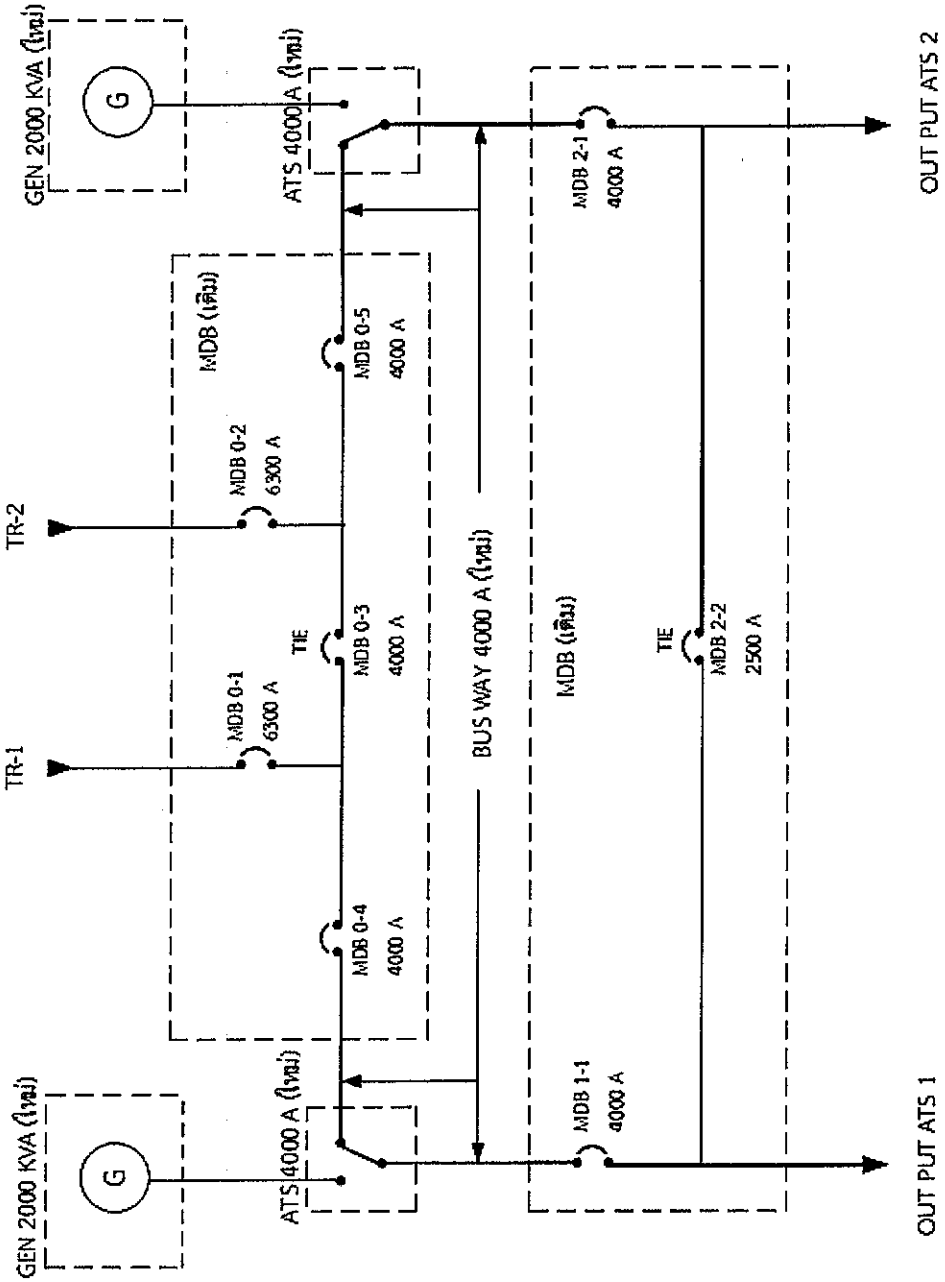 GEN 2000 KVA (ใหม่)
G
ATS 4000 A (ใหม่)
TR-1
TR-2
GEN 2000 KVA (ใหม่)
G
ATS 4000 A (ใหม่)
MDB (เดิม)
MDB 0-1
6300 A
MDB 0-2
6300 A
MDB 0-4
4000 A
TIE
MDB 0-3
4000 A
MDB 0-5
4000 A
BUS WAY 4000 A (ใหม่)
MDB (เดิม)
MDB 1-1
4000 A
TIE
MDB 2-2
2500 A
MDB 2-1
4000 A
OUT PUT ATS 1
OUT PUT ATS 2